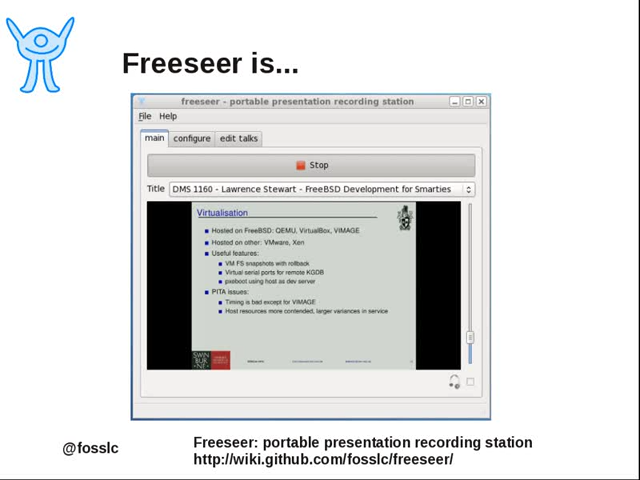 Freeseer is...
freeseer - portable presentation recording station
File Help
main configure edit talks
Stop
Title DMS 1160 - Lawrence Stewart - FreeBSD Development for Smarties
Virtualisation
Hosted on FreeBSD: QEMU, VirtualBox, VIMAGE
Hosted on other: VMware, Xen
Useful features:
VM FS snapshots with rollback
Virtual serial ports for remote KGDB
pxeboot using host as dev server
PITA issues:
Timing is bad except for VIMAGE
Host resources more contended, larger variances in service
SWIN
BUR
NE
@fosslc
Freeseer: portable presentation recording station
http://wiki.github.com/fosslc/freeseer/